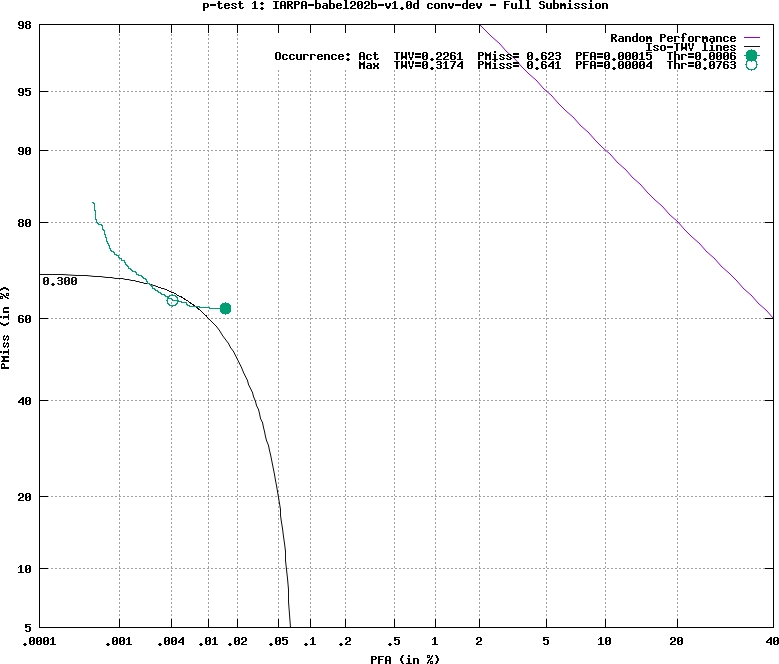 p-test 1: IARPA-babel202b-v1.0d conv-dev - Full Submission
98
95
90
80
60
40
20
10
5
PMiss (in %)
Random Performance
Iso-TWV lines
Occurrence: Act TWV=0.2261 PMiss= 0.623 PFA=0.00015 Thr=0.0006
Max TWV=0.3174 PMiss= 0.641 PFA=0.00004 Thr=0.0763
0.300
.0001 .001 .004 .01 .02 .05 .1 .2 .5 1 2 5 10 20 40
PFA (in %)